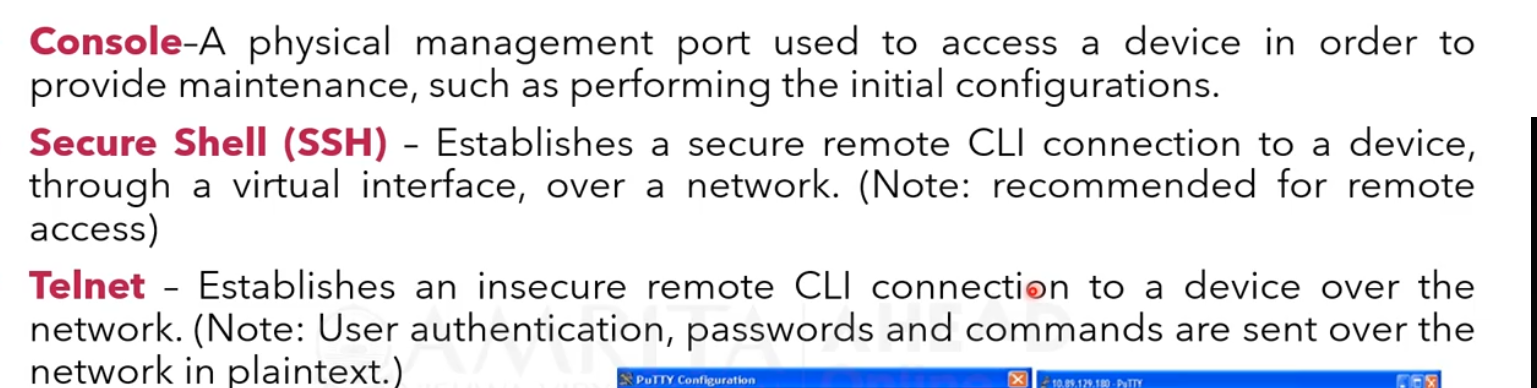 Console–A physical management port used to access a device in order to
provide maintenance, such as performing the initial configurations.
Secure Shell (SSH) – Establishes a secure remote CLI connection to a device,
through a virtual interface, over a network. (Note: recommended for remote
access)
Telnet – Establishes an insecure remote CLI connection to a device over the
network. (Note: User authentication, passwords and commands are sent over the
network in plaintext.)
AMRITA AHEAD
PuTTY Configuration
10.89.129.180 - PuTTY